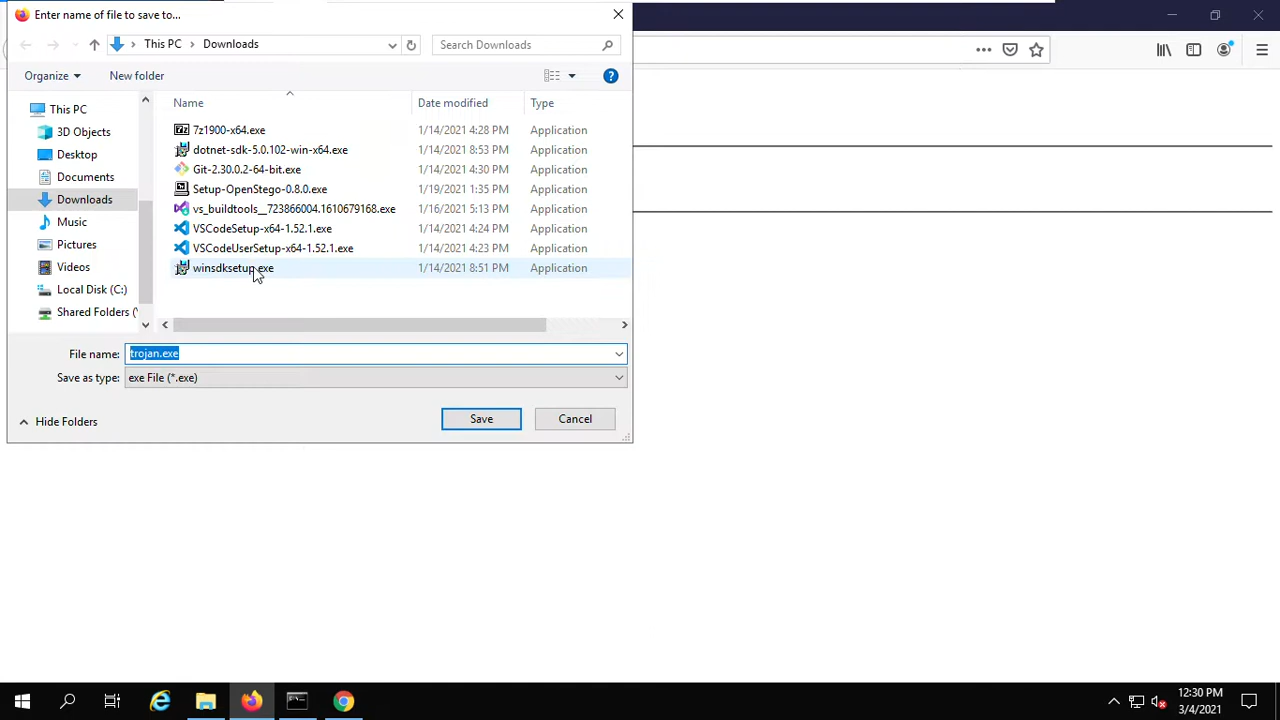 Enter name of file to save to...
This PC > Downloads
Search Downloads
Organize
New folder
Name Date modified Type
This PC
3D Objects
Desktop
Documents
Downloads
Music
Pictures
Videos
Local Disk (C:)
Shared Folders (
7z1900-x64.exe 1/14/2021 4:28 PM Application
dotnet-sdk-5.0.102-win-x64.exe 1/14/2021 8:53 PM Application
Git-2.30.0.2-64-bit.exe 1/14/2021 4:30 PM Application
Setup-OpenStego-0.8.0.exe 1/19/2021 1:35 PM Application
vs_buildtools__723866004.1610679168.exe 1/16/2021 5:13 PM Application
VSCodeSetup-x64-1.52.1.exe 1/14/2021 4:24 PM Application
VSCodeUserSetup-x64-1.52.1.exe 1/14/2021 4:23 PM Application
winsdksetup.exe 1/14/2021 8:51 PM Application
File name: trojan.exe
Save as type: exe File (*.exe)
Hide Folders
Save
Cancel
12:30 PM
3/4/2021